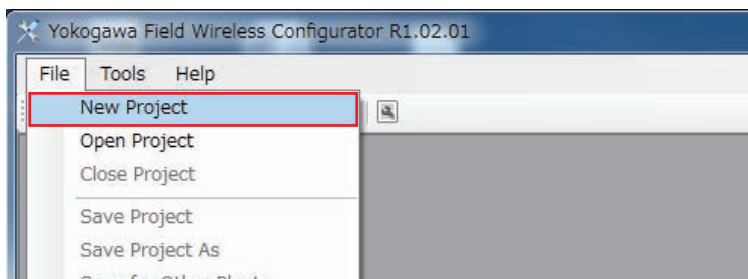 Yokogawa Field Wireless Configurator R1.02.01
File Tools Help
New Project
Open Project
Close Project
Save Project
Save Project As